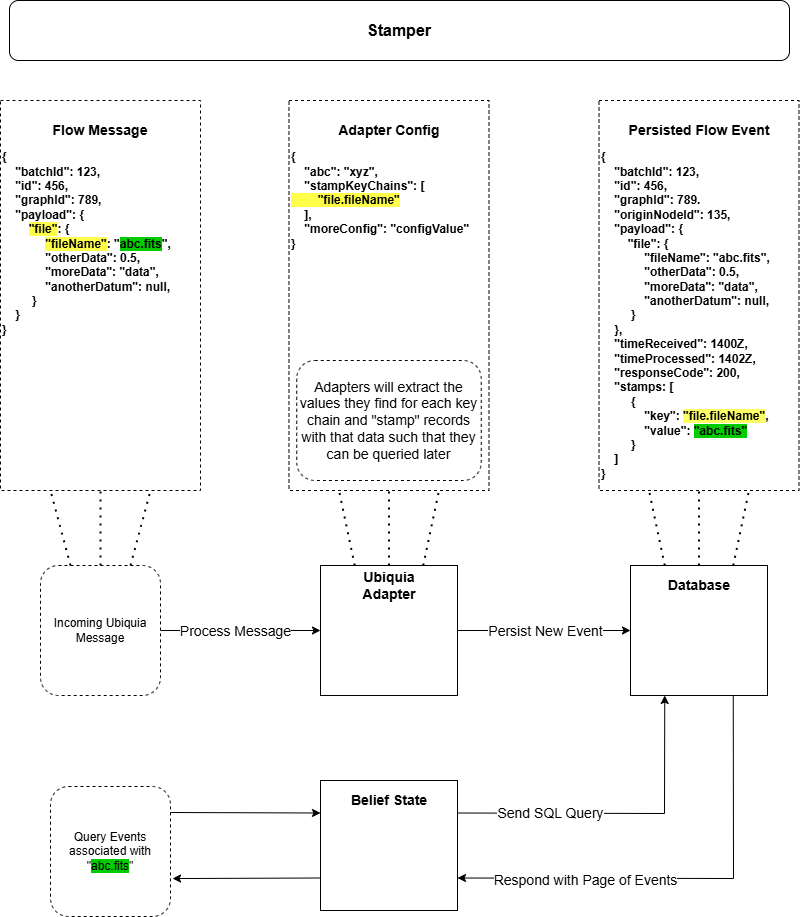 Stamper
Flow Message
{
"batchId": 123,
"id": 456,
"graphId": 789,
"payload": {
"file": {
"fileName": "abc.fits",
"otherData": 0.5,
"moreData": "data",
"anotherDatum": null,
}
}
}
Adapter Config
{
"abc": "xyz",
"stampKeyChains": [
"file.fileName"
],
"moreConfig": "configValue"
}
Adapters will extract the
values they find for each key
chain and "stamp" records
with that data such that they
can be queried later
Persisted Flow Event
{
"batchId": 123,
"id": 456,
"graphId": 789.
"originNodeId": 135,
"payload": {
"file": {
"fileName": "abc.fits",
"otherData": 0.5,
"moreData": "data",
"anotherDatum": null,
}
},
"timeReceived": 1400Z,
"timeProcessed": 1402Z,
"responseCode": 200,
"stamps: [
{
"key": "file.fileName",
"value": "abc.fits"
}
]
}
Incoming Ubiquia
Message
Process Message
Ubiquia
Adapter
Persist New Event
Database
Query Events
associated with
"abc.fits"
Belief State
Send SQL Query
Respond with Page of Events